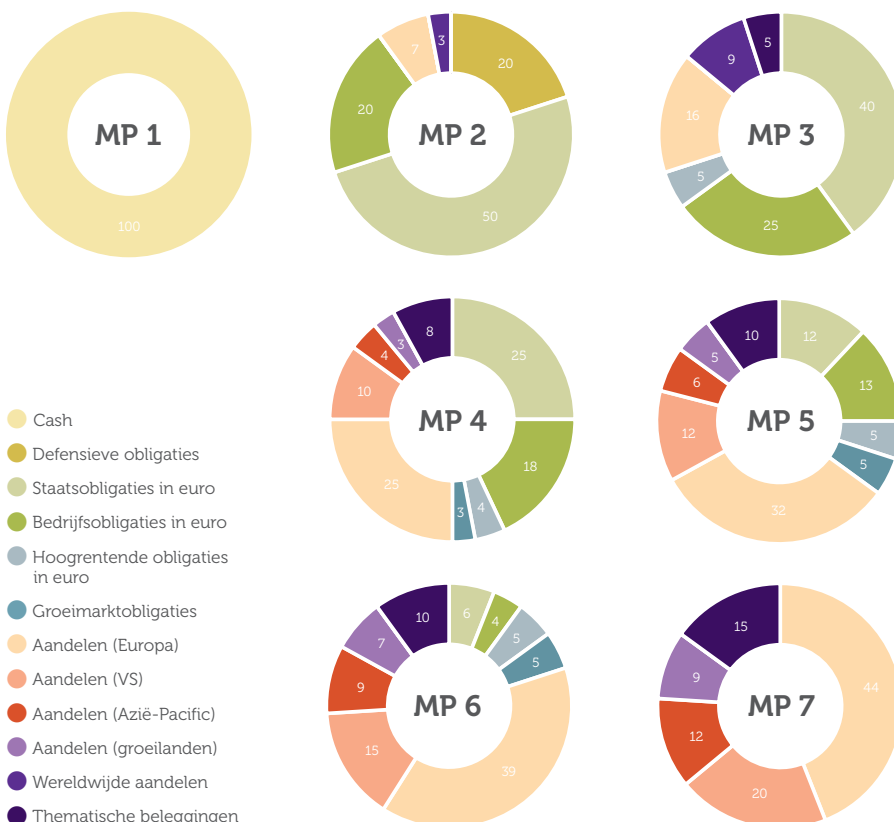 MP 1
100
MP 2
20
50
20
7
3
MP 3
40
25
5
16
9
5
MP 4
25
18
4
3
25
10
4
3
8
MP 5
12
13
5
5
32
12
6
5
10
Cash
Defensieve obligaties
Staatsobligaties in euro
Bedrijfsobligaties in euro
Hoogrentende obligaties
in euro
Groeimarktobligaties
Aandelen (Europa)
Aandelen (VS)
Aandelen (Azië-Pacific)
Aandelen (groeilanden)
Wereldwijde aandelen
Thematische beleggingen
MP 6
6
4
5
5
39
15
9
7
10
MP 7
44
20
12
9
15